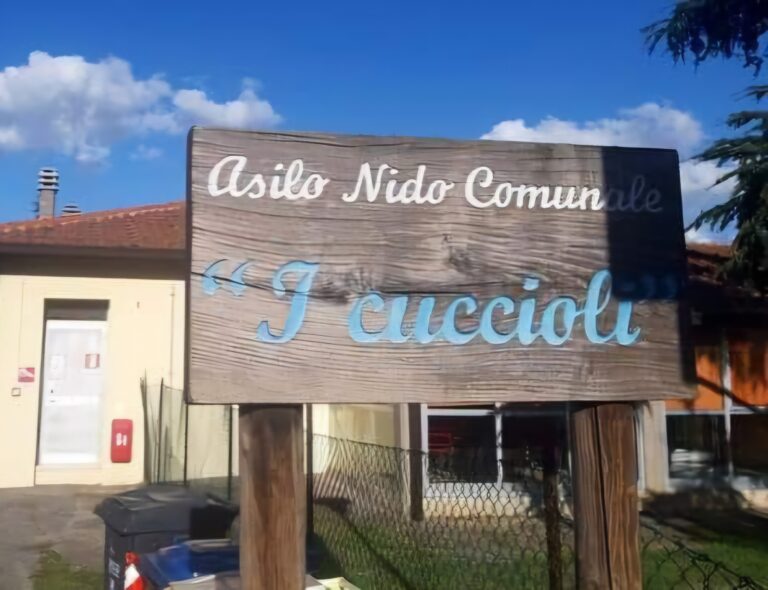 Asilo Nido Comunale
"I cuccioli"